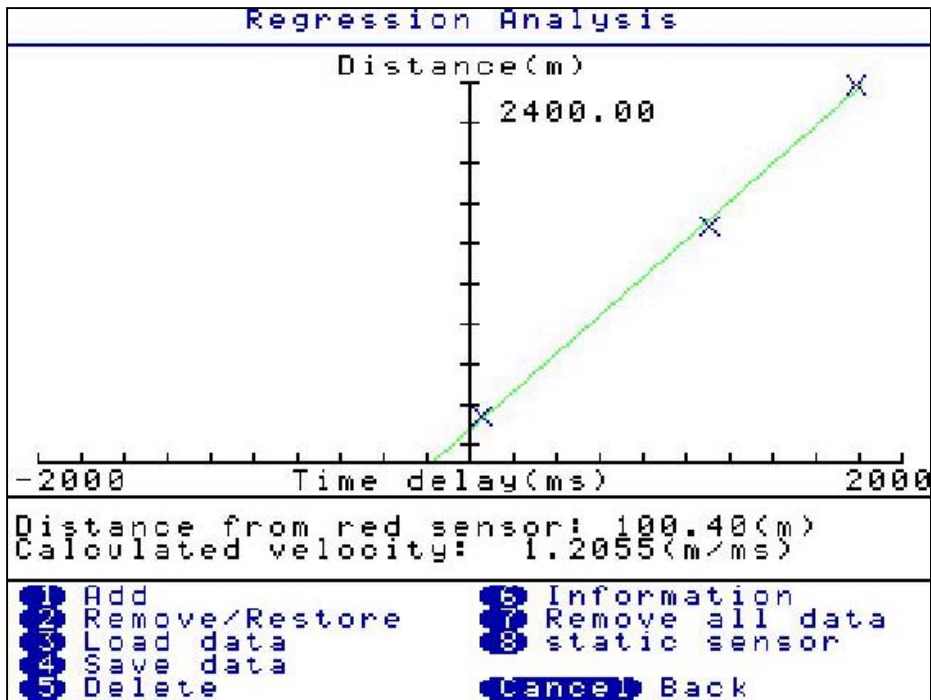 Regression Analysis
Distance(m)
2400.00
-2000 Time delay(ms) 2000
Distance from red sensor: 100.40(m)
Calculated velocity: 1.2055(m/ms)
1 Add
2 Remove/Restore
3 Load data
4 Save data
5 Delete
6 Information
7 Remove all data
8 static sensor
Cancel Back